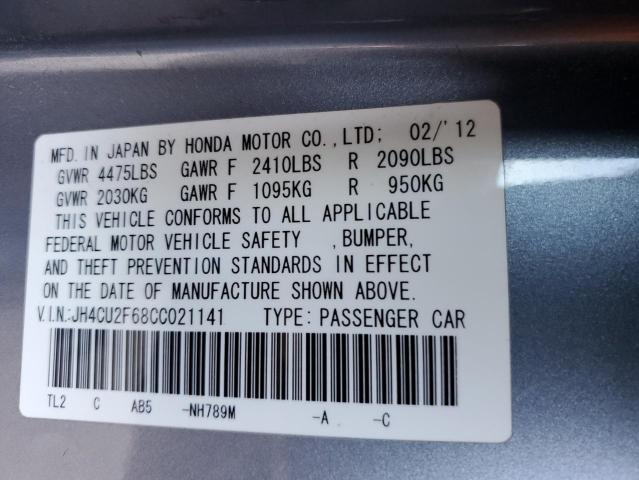 MFD. IN JAPAN BY HONDA MOTOR CO., LTD; 02/'12
GVWR 4475LBS GAWR F 2410LBS R 2090LBS
GVWR 2030KG GAWR F 1095KG R 950KG
THIS VEHICLE CONFORMS TO ALL APPLICABLE
FEDERAL MOTOR VEHICLE SAFETY , BUMPER,
AND THEFT PREVENTION STANDARDS IN EFFECT
ON THE DATE OF MANUFACTURE SHOWN ABOVE.
V.I.N.:JH4CU2F68CC021141 TYPE: PASSENGER CAR
TL2 C AB5 -NH789M -A -C